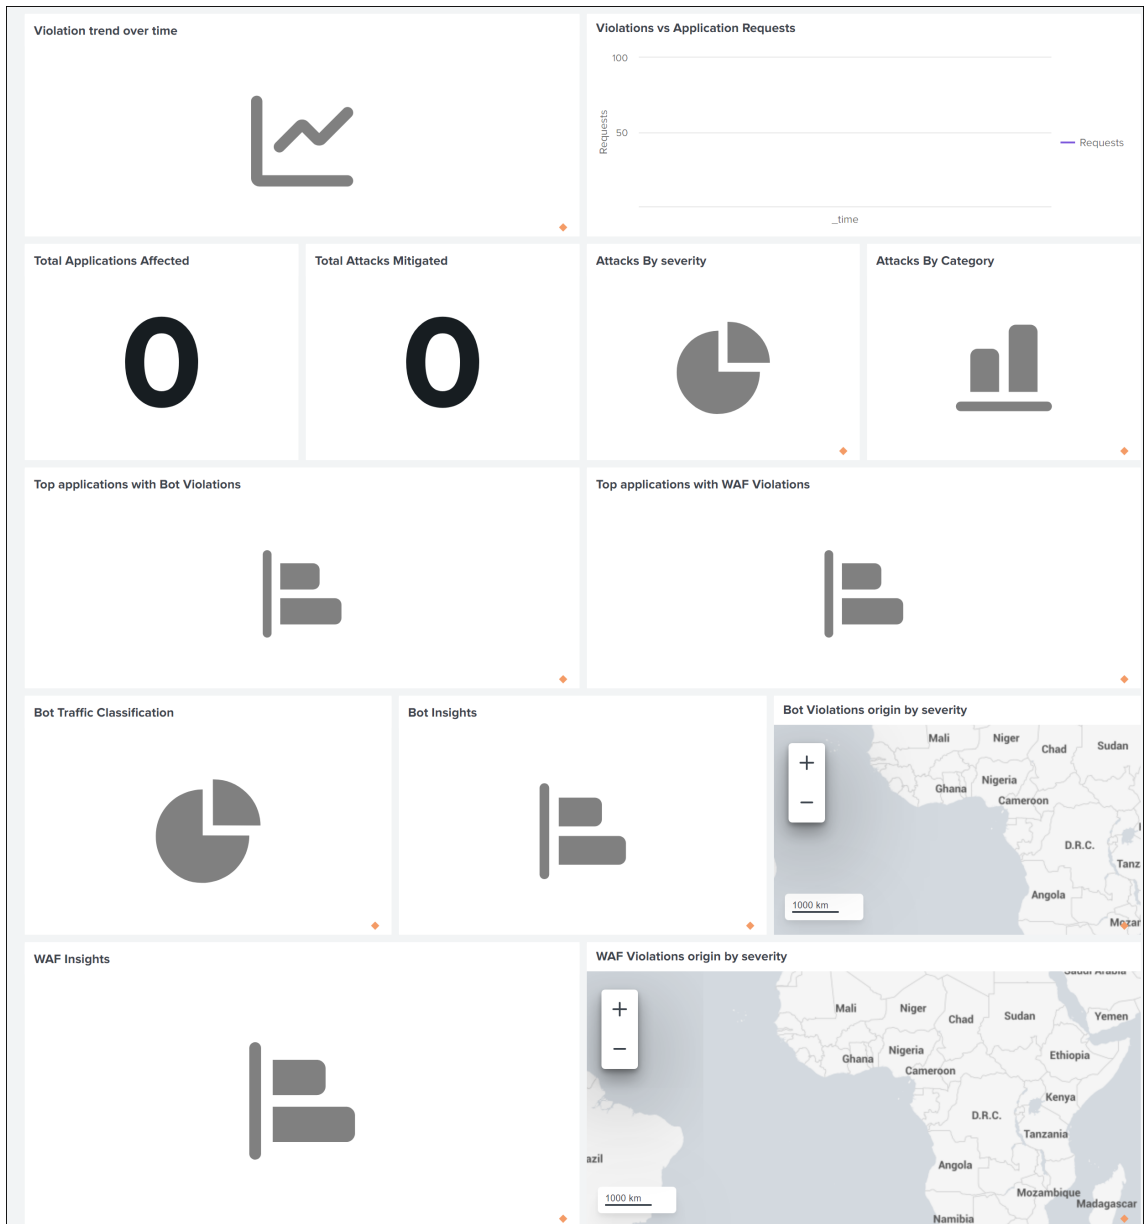 Violation trend over time
Violations vs Application Requests
100
50
Requests
Requests
_time
Total Applications Affected
Total Attacks Mitigated
Attacks By severity
Attacks By Category
0
0
Top applications with Bot Violations
Top applications with WAF Violations
Bot Traffic Classification
Bot Insights
Bot Violations origin by severity
+
−
Mali
Niger
Chad
Sudan
Nigeria
Ghana
Cameroon
D.R.C.
Tanz
Angola
1000 km
Mozar
WAF Insights
WAF Violations origin by severity
Saudi Arabia
+
−
Mali
Niger
Chad
Sudan
Yemen
Ghana
Nigeria
Ethiopia
Cameroon
Kenya
D.R.C.
Tanzania
azil
Angola
1000 km
Mozambique
Madagascar
Namibia